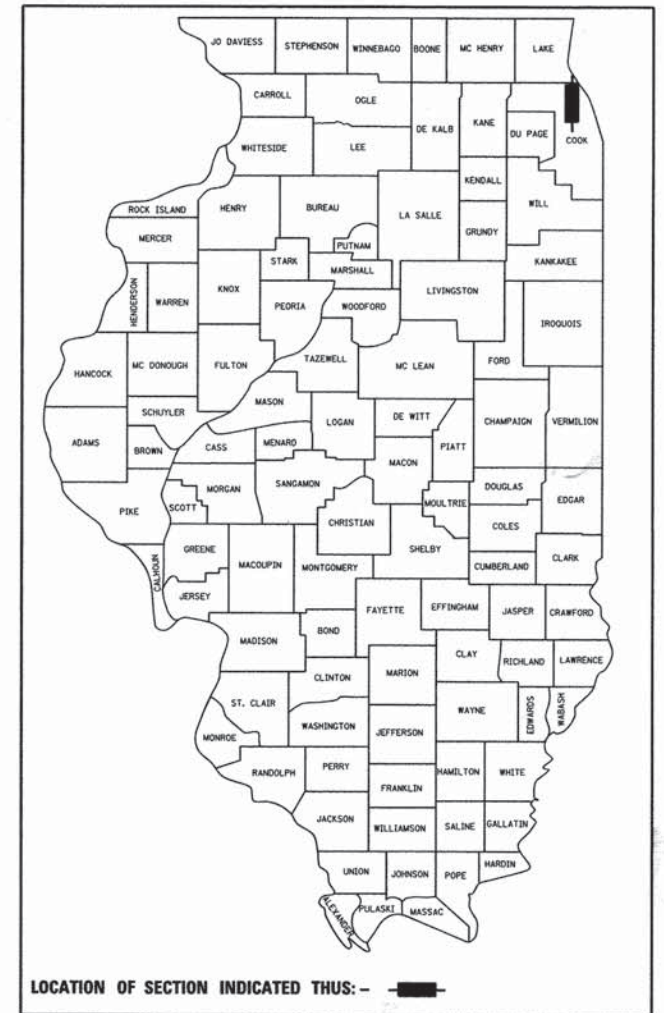 JO DAVIESS STEPHENSON WINNEBAGO BOONE MC HENRY LAKE
CARROLL OGLE DE KALB KANE DU PAGE COOK
WHITESIDE LEE KENDALL WILL
ROCK ISLAND HENRY BUREAU LA SALLE GRUNDY
MERCER PUTNAM KANKAKEE
STARK MARSHALL
HENDERSON WARREN KNOX PEORIA WOODFORD LIVINGSTON IROQUOIS
HANCOCK MC DONOUGH FULTON TAZEWELL MC LEAN FORD
SCHUYLER MASON LOGAN DE WITT CHAMPAIGN VERMILION
ADAMS BROWN CASS MENARD MACON PIATT
PIKE SCOTT MORGAN SANGAMON CHRISTIAN MOULTRIE DOUGLAS EDGAR
COLES
CALHOUN GREENE MACOUPIN MONTGOMERY SHELBY CUMBERLAND CLARK
JERSEY FAYETTE EFFINGHAM JASPER CRAWFORD
MADISON BOND CLAY RICHLAND LAWRENCE
CLINTON MARION
ST. CLAIR WASHINGTON JEFFERSON WAYNE EDWARDS WABASH
MONROE
RANDOLPH PERRY FRANKLIN HAMILTON WHITE
JACKSON WILLIAMSON SALINE GALLATIN
UNION JOHNSON POPE HARDIN
ALEXANDER PULASKI MASSAC
LOCATION OF SECTION INDICATED THUS: –